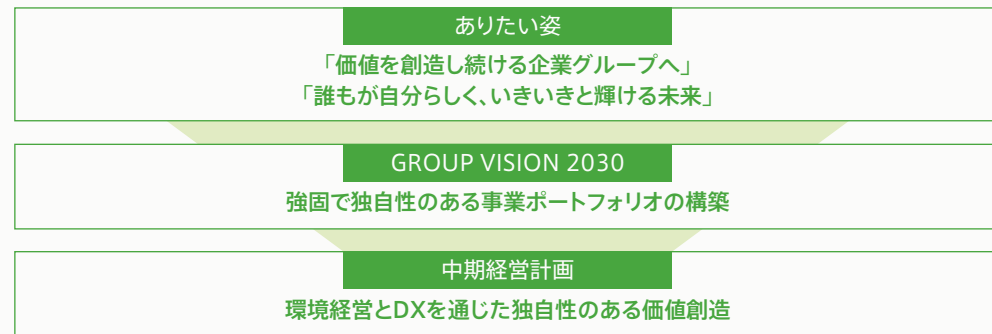 ありたい姿
「価値を創造し続ける企業グループへ」
「誰もが自分らしく、いきいきと輝ける未来」
GROUP VISION 2030
強固で独自性のある事業ポートフォリオの構築
中期経営計画
環境経営とDXを通じた独自性のある価値創造